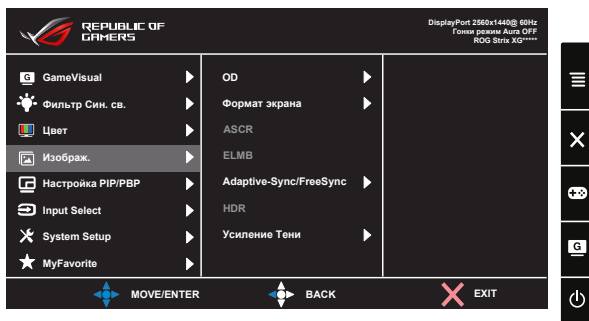 REPUBLIC OF
GAMERS
DisplayPort 2560x1440@ 60Hz
Гонки режим Aura OFF
ROG Strix XG*****
G GameVisual
Фильтр Син. св.
Цвет
Изображ.
Настройка PIP/PBP
Input Select
System Setup
MyFavorite
OD
Формат экрана
ASCR
ELMB
Adaptive-Sync/FreeSync
HDR
Усиление Тени
MOVE/ENTER
BACK
EXIT
G